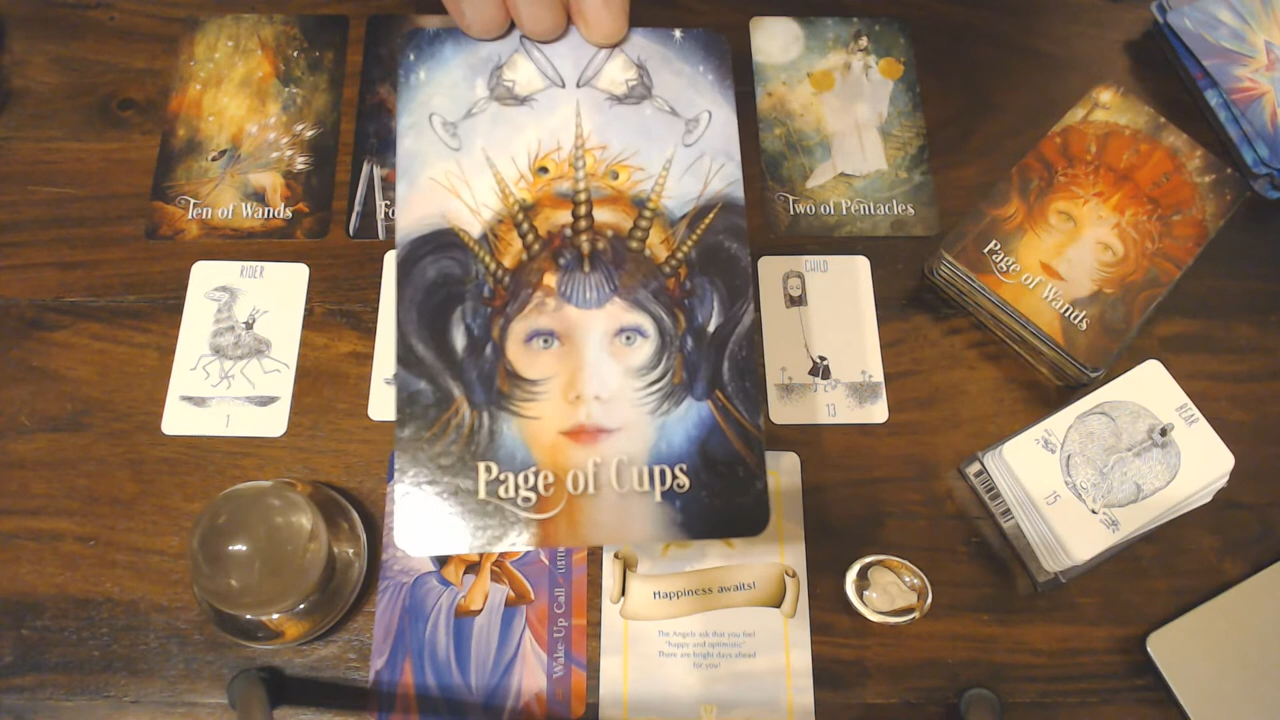 Ten of Wands
Fo
Page of Cups
Two of Pentacles
Page of Wands
RIDER
1
CHILD
13
BEAR
15
Wake-Up Call
Happiness awaits!
The Angels ask that you feel
"happy and optimistic"
There are bright days ahead
for you!